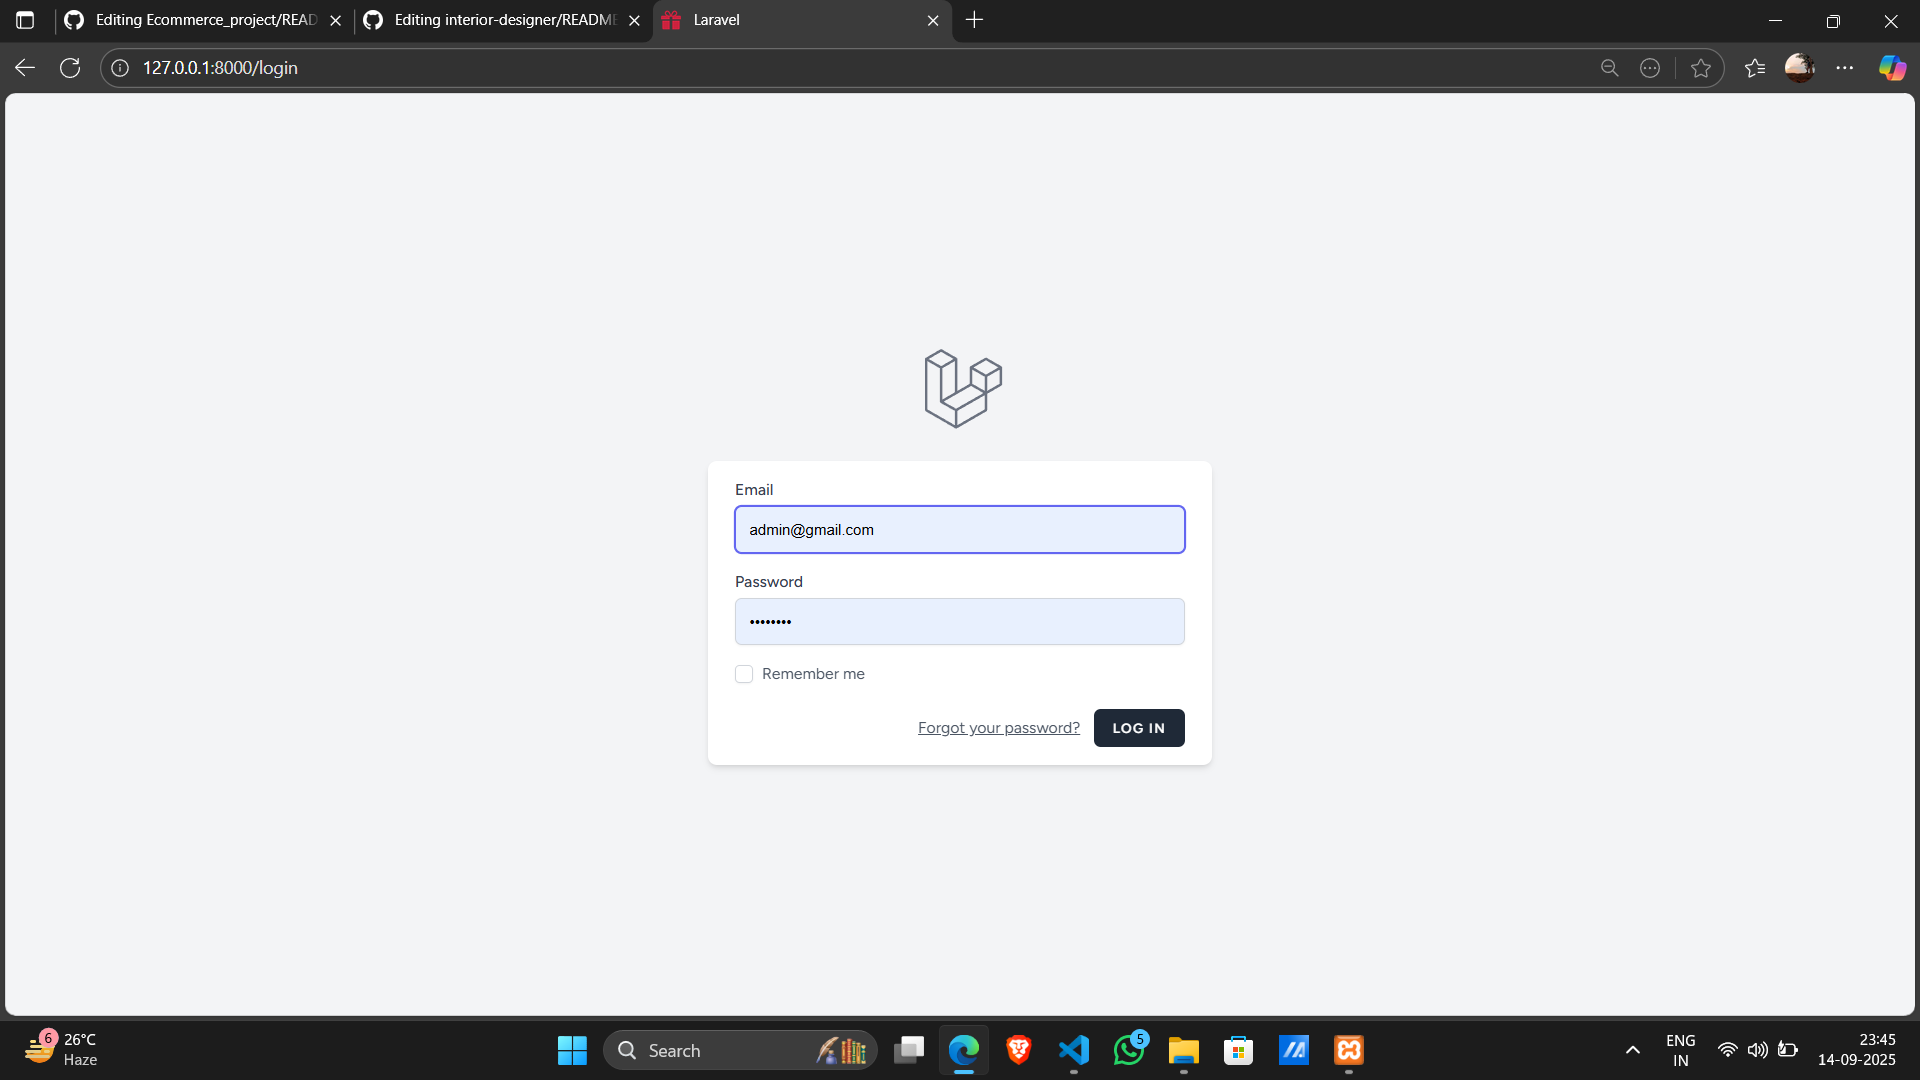 Editing Ecommerce_project/READ
Editing interior-designer/README
Laravel
127.0.0.1:8000/login
Email
admin@gmail.com
Password
••••••••
Remember me
Forgot your password?
LOG IN
6
26°C
Haze
Search
5
ENG
IN
23:45
14-09-2025